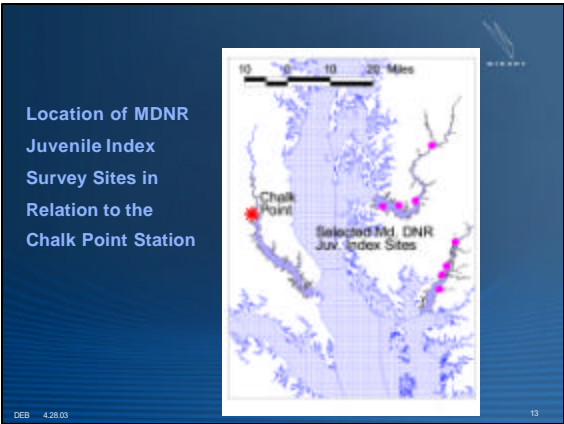 Location of MDNR
Juvenile Index
Survey Sites in
Relation to the
Chalk Point Station
10 0 10 20 Miles
Chalk
Point
Selected Md. DNR
Juv. Index Sites
DEB 4.28.03
13